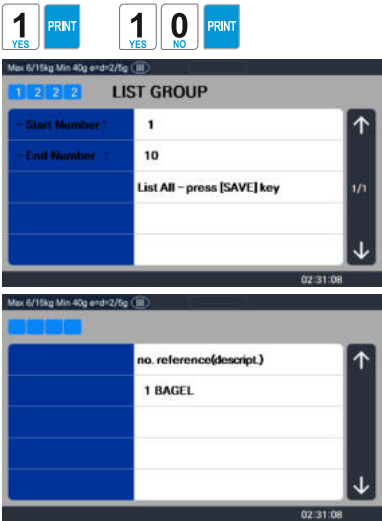 1 YES PRINT 1 YES 0 NO PRINT
Max 6/15kg Min 40g e=d=2/5g III
1 2 2 2 LIST GROUP
- Start Number : 1
- End Number : 10
List All - press [SAVE] key
1/1
02:31:08
Max 6/15kg Min 40g e=d=2/5g III
no. reference(descript.)
1 BAGEL
02:31:08